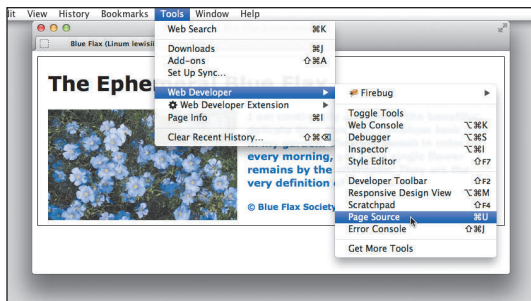 it View History Bookmarks Tools Window Help
Blue Flax (Linum lewisii
Web Search ⌘K
Downloads ⌘J
Add-ons ⇧⌘A
Set Up Sync...
Web Developer ▶
Web Developer Extension ▶
Page Info ⌘I
Clear Recent History... ⇧⌘⌫
Firebug ▶
Toggle Tools
Web Console ⌥⌘K
Debugger ⌥⌘S
Inspector ⌥⌘I
Style Editor ⇧F7
Developer Toolbar ⇧F2
Responsive Design View ⌥⌘M
Scratchpad ⇧F4
Page Source ⌘U
Error Console ⇧⌘J
Get More Tools
The Ephemeral Blue Flax
every morning,
remains by the
very definition
© Blue Flax Society